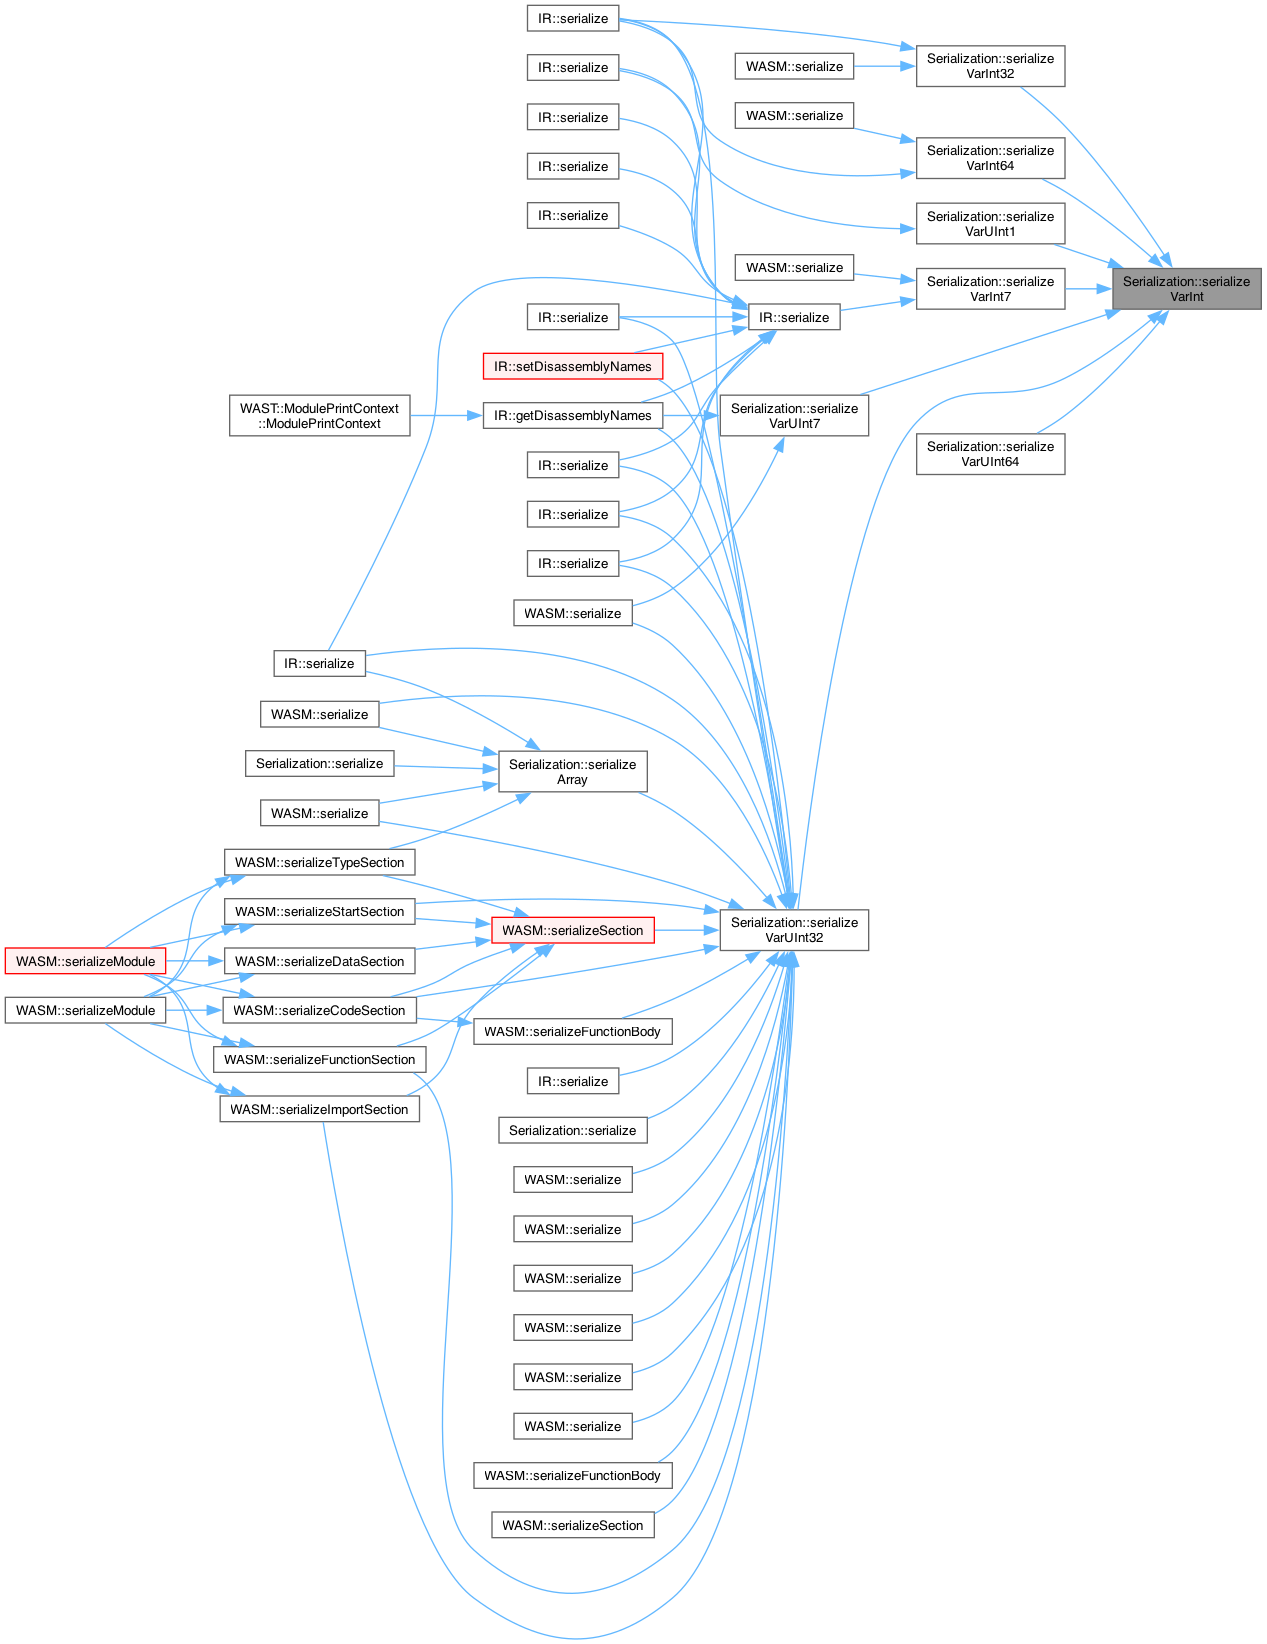 IR::serialize
Serialization::serialize
VarInt32
WASM::serialize
IR::serialize
IR::serialize
WASM::serialize
Serialization::serialize
VarInt64
IR::serialize
IR::serialize
Serialization::serialize
VarUInt1
WASM::serialize
Serialization::serialize
VarInt7
Serialization::serialize
VarInt
IR::serialize
IR::serialize
IR::setDisassemblyNames
WAST::ModulePrintContext
::ModulePrintContext
IR::getDisassemblyNames
Serialization::serialize
VarUInt7
Serialization::serialize
VarUInt64
IR::serialize
IR::serialize
IR::serialize
WASM::serialize
IR::serialize
WASM::serialize
Serialization::serialize
Serialization::serialize
Array
WASM::serialize
WASM::serializeTypeSection
WASM::serializeStartSection
WASM::serializeSection
Serialization::serialize
VarUInt32
WASM::serializeModule
WASM::serializeDataSection
WASM::serializeModule
WASM::serializeCodeSection
WASM::serializeFunctionBody
WASM::serializeFunctionSection
IR::serialize
WASM::serializeImportSection
Serialization::serialize
WASM::serialize
WASM::serialize
WASM::serialize
WASM::serialize
WASM::serialize
WASM::serialize
WASM::serializeFunctionBody
WASM::serializeSection